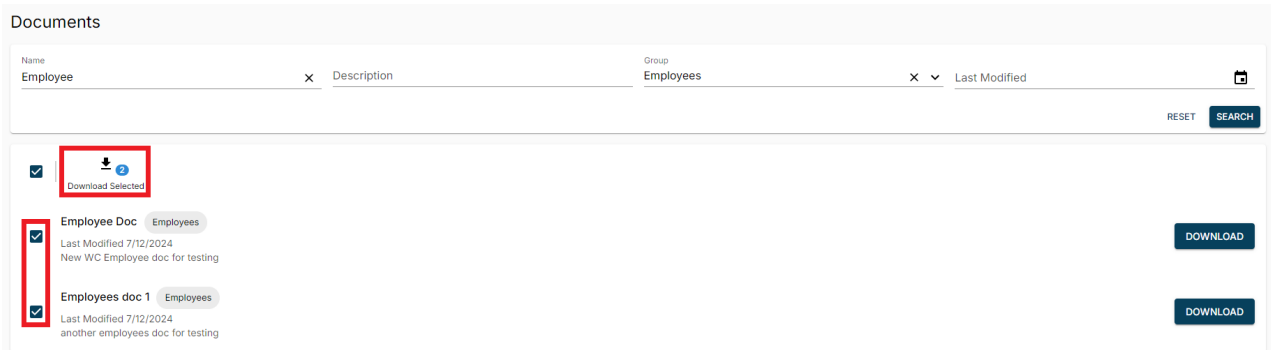 Documents
Name
Employee
Description
Group
Employees
Last Modified
RESET
SEARCH
2
Download Selected
Employee Doc Employees
Last Modified 7/12/2024
New WC Employee doc for testing
DOWNLOAD
Employees doc 1 Employees
Last Modified 7/12/2024
another employees doc for testing
DOWNLOAD